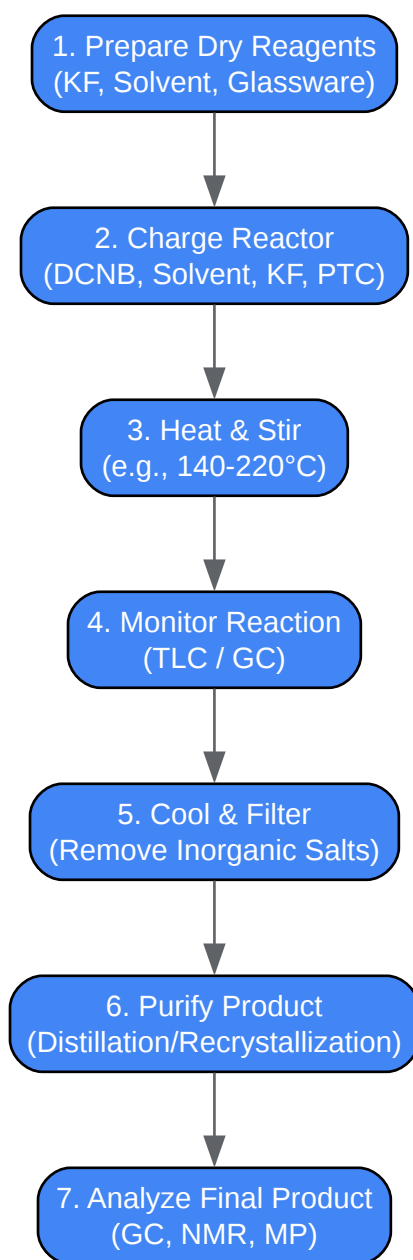 1. Prepare Dry Reagents
(KF, Solvent, Glassware)
2. Charge Reactor
(DCNB, Solvent, KF, PTC)
3. Heat & Stir
(e.g., 140-220°C)
4. Monitor Reaction
(TLC / GC)
5. Cool & Filter
(Remove Inorganic Salts)
6. Purify Product
(Distillation/Recrystallization)
7. Analyze Final Product
(GC, NMR, MP)